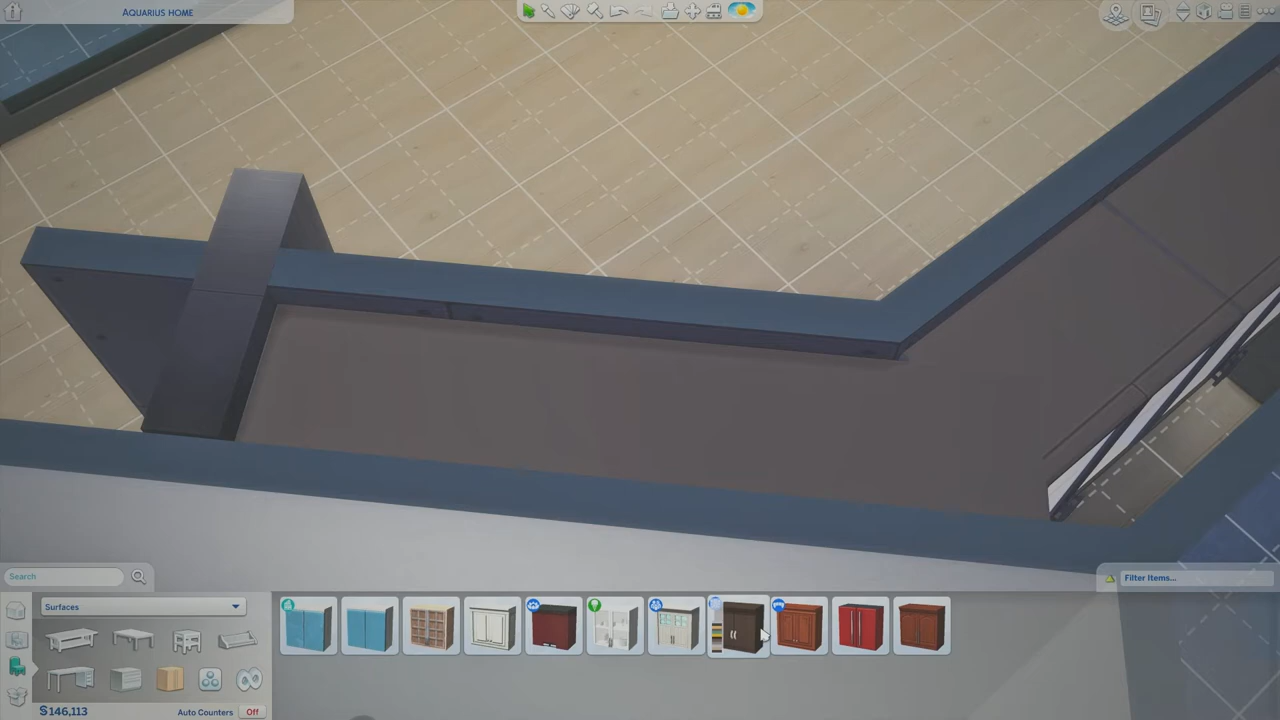 AQUARIUS HOME
Search
Filter Items...
Surfaces
§146,113
Auto Counters
Off